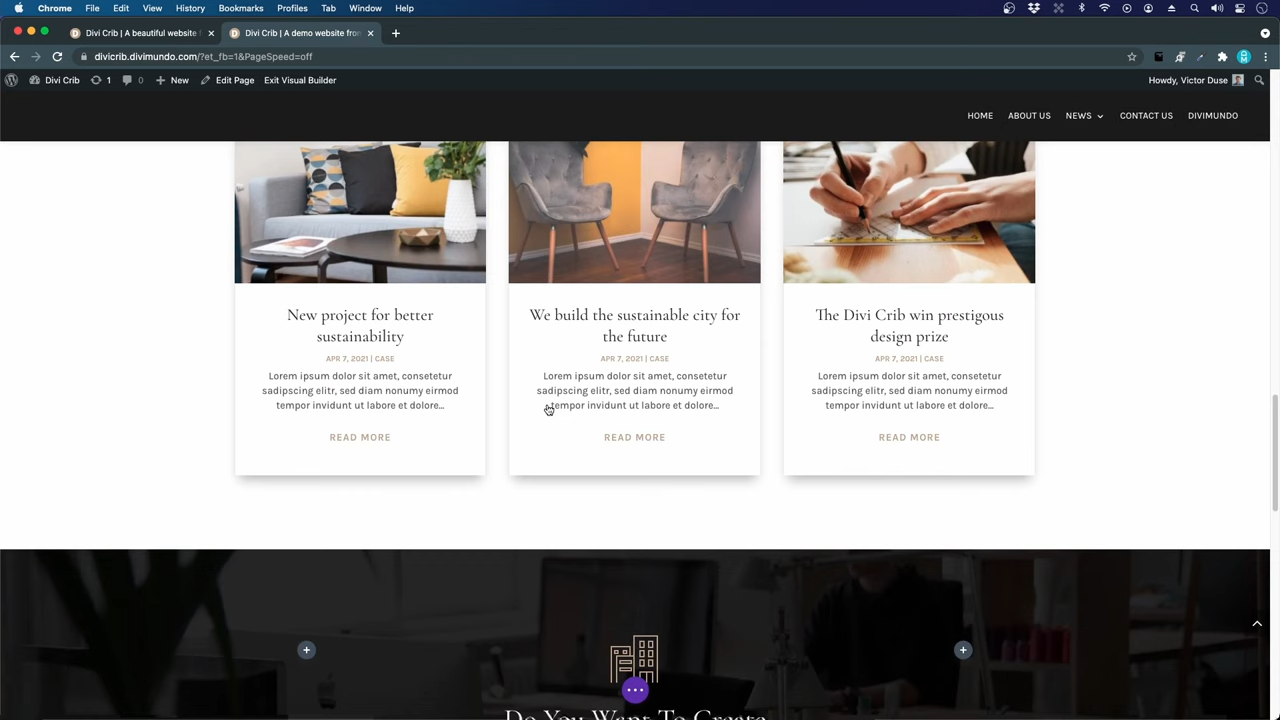 Chrome File Edit View History Bookmarks Profiles Tab Window Help
Divi Crib | A beautiful website
Divi Crib | A demo website from
divicrib.divimundo.com/?et_fb=1&PageSpeed=off
Divi Crib 1 0 New Edit Page Exit Visual Builder Howdy, Victor Duse
HOME ABOUT US NEWS CONTACT US DIVIMUNDO
New project for better
sustainability
APR 7, 2021 | CASE
Lorem ipsum dolor sit amet, consetetur
sadipscing elitr, sed diam nonumy eirmod
tempor invidunt ut labore et dolore...
READ MORE
We build the sustainable city for
the future
APR 7, 2021 | CASE
Lorem ipsum dolor sit amet, consetetur
sadipscing elitr, sed diam nonumy eirmod
tempor invidunt ut labore et dolore...
READ MORE
The Divi Crib win prestigious
design prize
APR 7, 2021 | CASE
Lorem ipsum dolor sit amet, consetetur
sadipscing elitr, sed diam nonumy eirmod
tempor invidunt ut labore et dolore...
READ MORE
Do You Want To Create